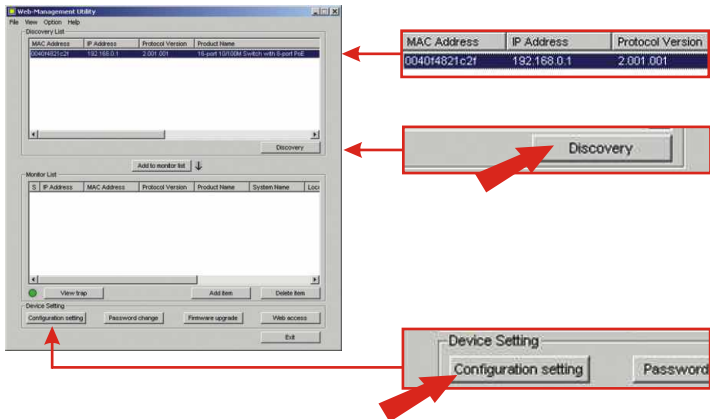 Web-Management Utility
File View Option Help
Discovery List
MAC Address IP Address Protocol Version Product Name
0040f4821c2f 192.168.0.1 2.001.001 16-port 10/100M Switch with 8-port PoE
Discovery
Add to monitor list
Monitor List
S IP Address MAC Address Protocol Version Product Name System Name Loca
View trap Add item Delete item
Device Setting
Configuration setting Password change Firmware upgrade Web access
Exit
MAC Address IP Address Protocol Version
0040f4821c2f 192.168.0.1 2.001.001
Discovery
Device Setting
Configuration setting Password